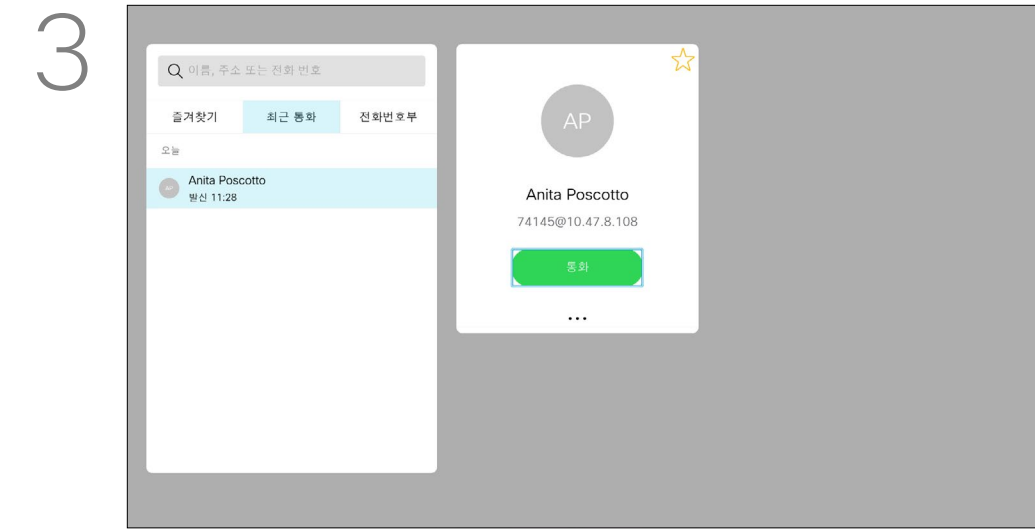 3
이름, 주소 또는 전화 번호
즐겨찾기 최근 통화 전화번호부
오늘
AP Anita Poscotto
발신 11:28
AP
Anita Poscotto
74145@10.47.8.108
통화
...